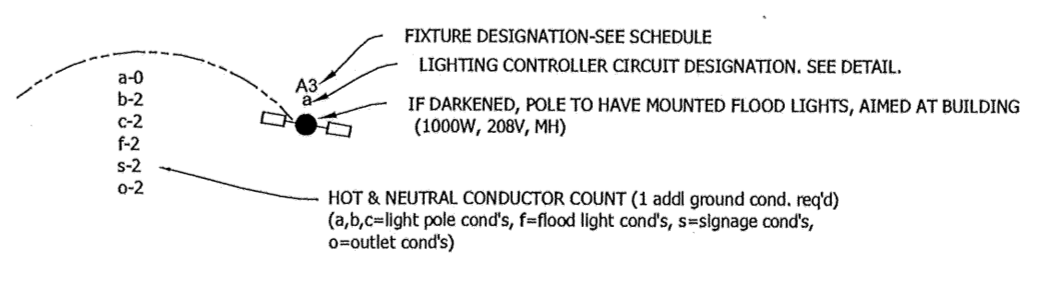 FIXTURE DESIGNATION-SEE SCHEDULE
LIGHTING CONTROLLER CIRCUIT DESIGNATION. SEE DETAIL.
A3
a
IF DARKENED, POLE TO HAVE MOUNTED FLOOD LIGHTS, AIMED AT BUILDING
(1000W, 208V, MH)
a-0
b-2
c-2
f-2
s-2
o-2
HOT & NEUTRAL CONDUCTOR COUNT (1 addl ground cond. req'd)
(a,b,c=light pole cond's, f=flood light cond's, s=signage cond's,
o=outlet cond's)